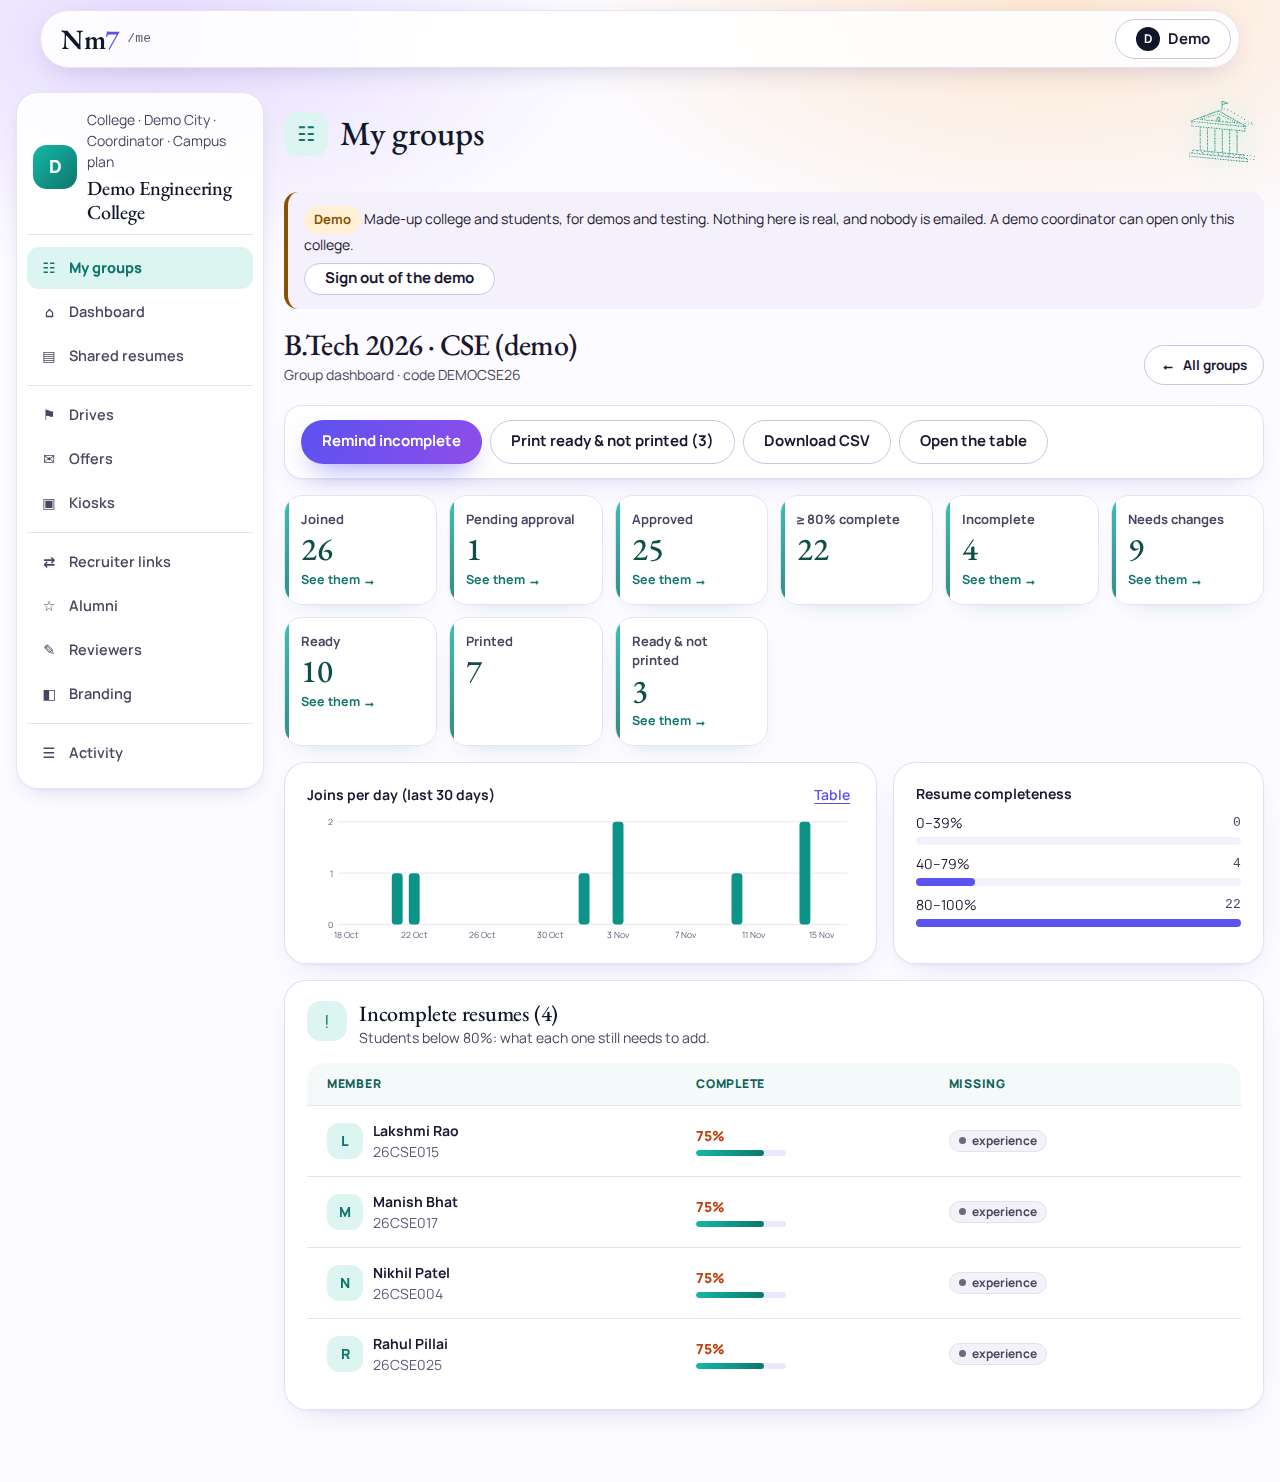 Nm7 /me
D Demo
College · Demo City ·
Coordinator · Campus
plan
D
Demo Engineering
College
My groups
Dashboard
Shared resumes
Drives
Offers
Kiosks
Recruiter links
Alumni
Reviewers
Branding
Activity
My groups
Demo Made-up college and students, for demos and testing. Nothing here is real, and nobody is emailed. A demo coordinator can open only this
college.
Sign out of the demo
B.Tech 2026 · CSE (demo)
Group dashboard · code DEMOCSE26
← All groups
Remind incomplete
Print ready & not printed (3)
Download CSV
Open the table
Joined
26
See them →
Pending approval
1
See them →
Approved
25
See them →
≥ 80% complete
22
Incomplete
4
See them →
Needs changes
9
See them →
Ready
10
See them →
Printed
7
Ready & not
printed
3
See them →
Joins per day (last 30 days)
Table
2
1
0
18 Oct 22 Oct 26 Oct 30 Oct 3 Nov 7 Nov 11 Nov 15 Nov
Resume completeness
0–39% 0
40–79% 4
80–100% 22
!
Incomplete resumes (4)
Students below 80%: what each one still needs to add.
MEMBER COMPLETE MISSING
L
Lakshmi Rao
26CSE015
75%
experience
M
Manish Bhat
26CSE017
75%
experience
N
Nikhil Patel
26CSE004
75%
experience
R
Rahul Pillai
26CSE025
75%
experience